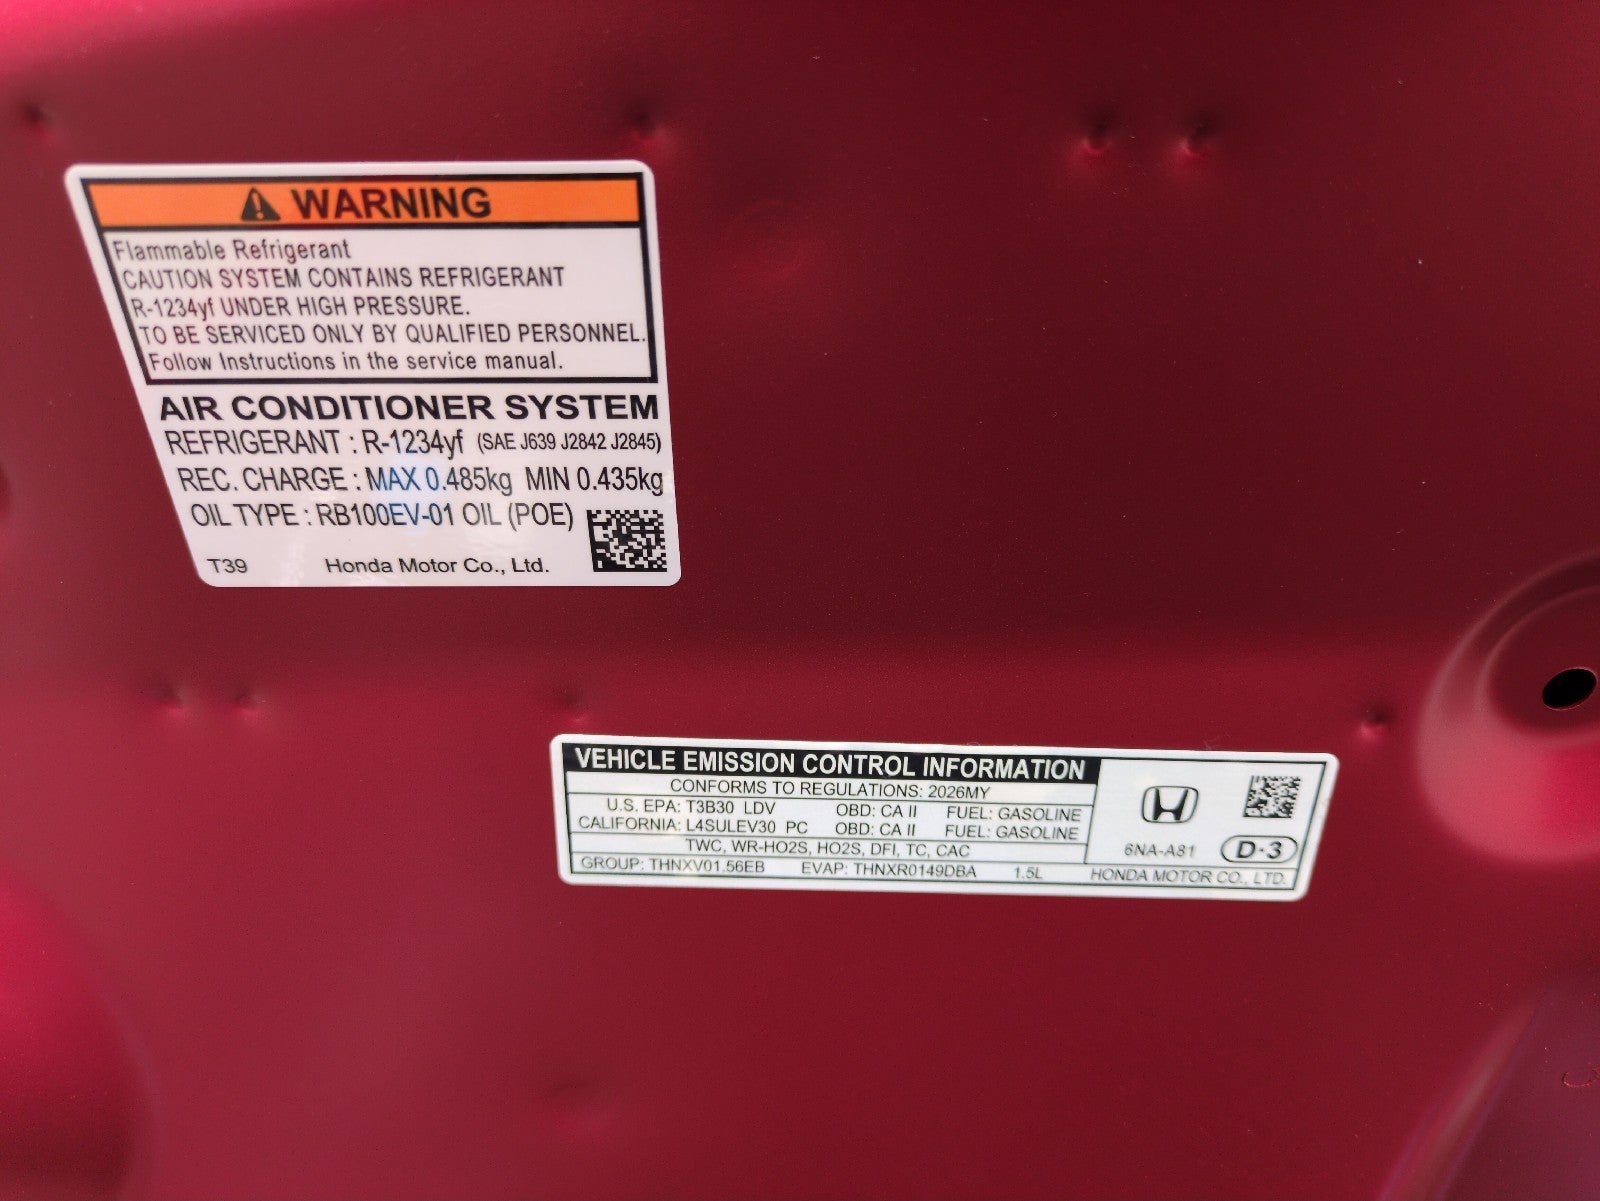 WARNING
Flammable Refrigerant
CAUTION SYSTEM CONTAINS REFRIGERANT
R-1234yf UNDER HIGH PRESSURE.
TO BE SERVICED ONLY BY QUALIFIED PERSONNEL.
Follow Instructions in the service manual.
AIR CONDITIONER SYSTEM
REFRIGERANT : R-1234yf (SAE J639 J2842 J2845)
REC. CHARGE : MAX 0.485kg MIN 0.435kg
OIL TYPE : RB100EV-01 OIL (POE)
T39 Honda Motor Co., Ltd.
VEHICLE EMISSION CONTROL INFORMATION
CONFORMS TO REGULATIONS: 2026MY
U.S. EPA: T3B30 LDV OBD: CA II FUEL: GASOLINE
CALIFORNIA: L4SULEV30 PC OBD: CA II FUEL: GASOLINE
TWC, WR-HO2S, HO2S, DFI, TC, CAC
GROUP: THNXV01.56EB EVAP: THNXR0149DBA 1.5L
6NA-A81 D-3
HONDA MOTOR CO., LTD.